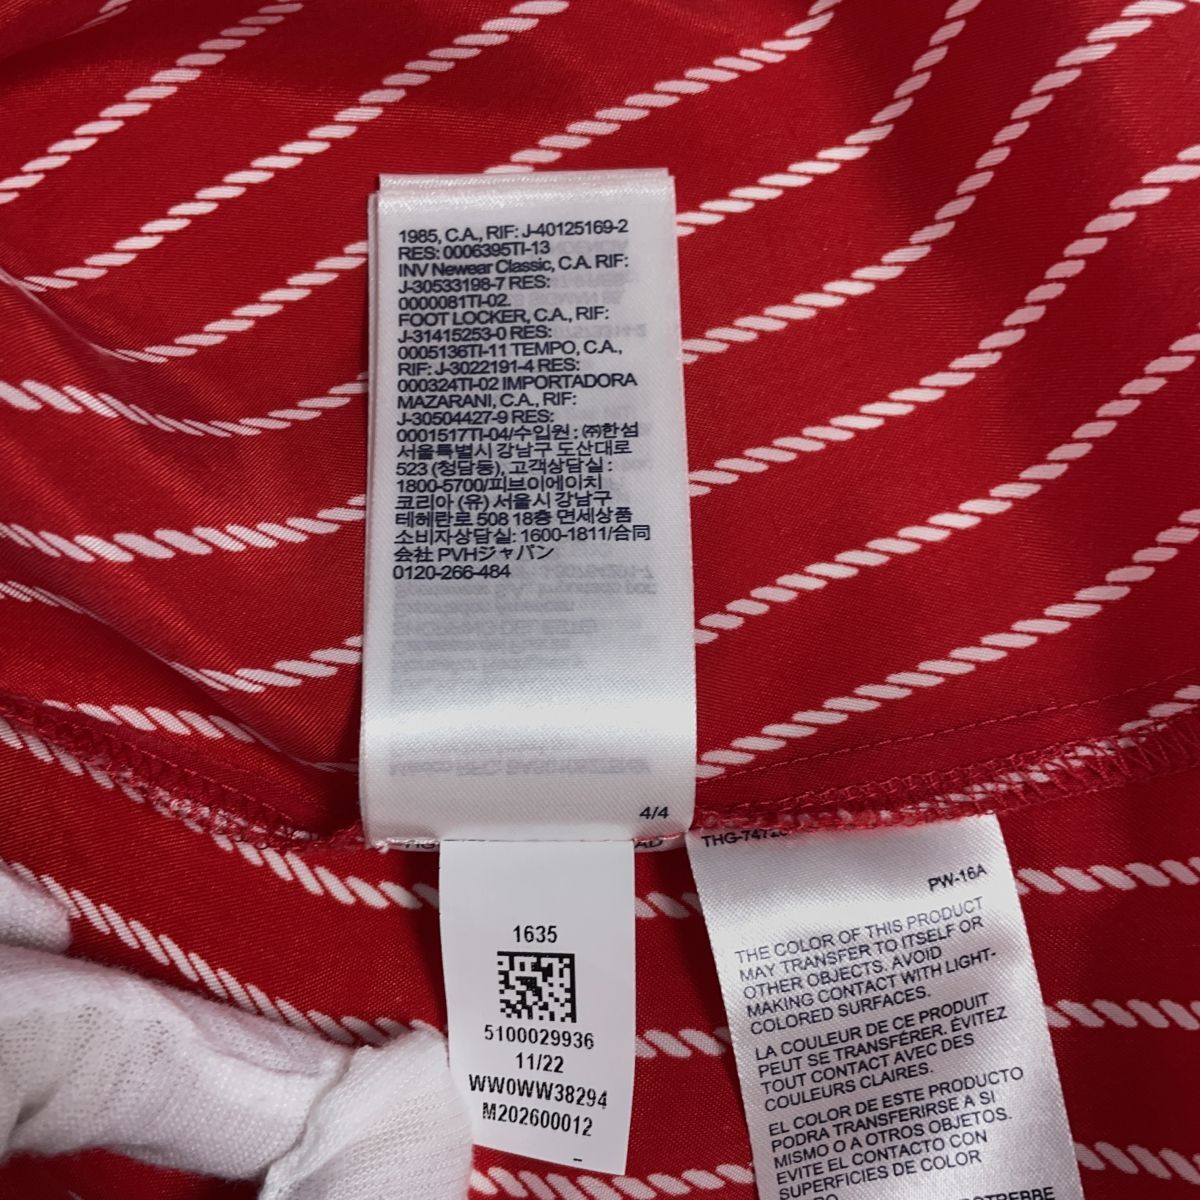 1985, C.A., RIF: J-40125169-2
RES: 0006395TI-13
INV Newear Classic, C.A. RIF:
J-30533198-7 RES:
0000081TI-02.
FOOT LOCKER, C.A., RIF:
J-31415253-0 RES:
0005136TI-11 TEMPO, C.A.,
RIF: J-3022191-4 RES:
000324TI-02 IMPORTADORA
MAZARANI, C.A., RIF:
J-30504427-9 RES:
0001517TI-04/수입원 : ㈜한섬
서울특별시 강남구 도산대로
523 (청담동), 고객상담실 :
1800-5700/피브이에이치
코리아 (유) 서울시 강남구
테헤란로 508 18층 면세상품
소비자상담실: 1600-1811/合同
会社 PVHジャパン
0120-266-484
4/4
1635
5100029936
11/22
WW0WW38294
M202600012
PW-16A
THE COLOR OF THIS PRODUCT
MAY TRANSFER TO ITSELF OR
OTHER OBJECTS. AVOID
MAKING CONTACT WITH LIGHT-
COLORED SURFACES.
LA COULEUR DE CE PRODUIT
PEUT SE TRANSFÉRER. ÉVITEZ
TOUT CONTACT AVEC DES
COULEURS CLAIRES.
EL COLOR DE ESTE PRODUCTO
PODRA TRANSFERIRSE A SI
MISMO O A OTROS OBJETOS.
EVITE EL CONTACTO CON
SUPERFICIES DE COLOR